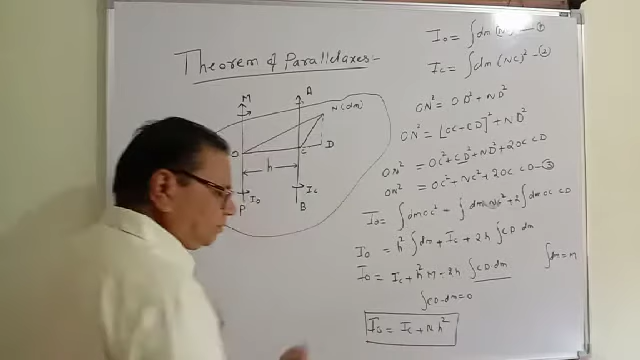 Theorem of Parallel axes:-
M
A
N(dm)
O
C
D
h
I₀
Ic
P
B
I₀ = ∫dm (NO)² — ①
Ic = ∫dm (NC)² — ②
ON² = OD² + ND²
ON² = [OC-CD]² + ND²
ON² = OC² + CD² + ND² + 2OC CD
ON² = OC² + NC² + 2OC CD — ③
I₀ = ∫dm OC² + ∫dm NC² + 2∫dm OC CD
I₀ = h² ∫dm + Ic + 2h ∫CD dm
I₀ = Ic + h² M - 2h ∫CD dm
∫dm = M
∫CD·dm = 0
I₀ = Ic + Mh²